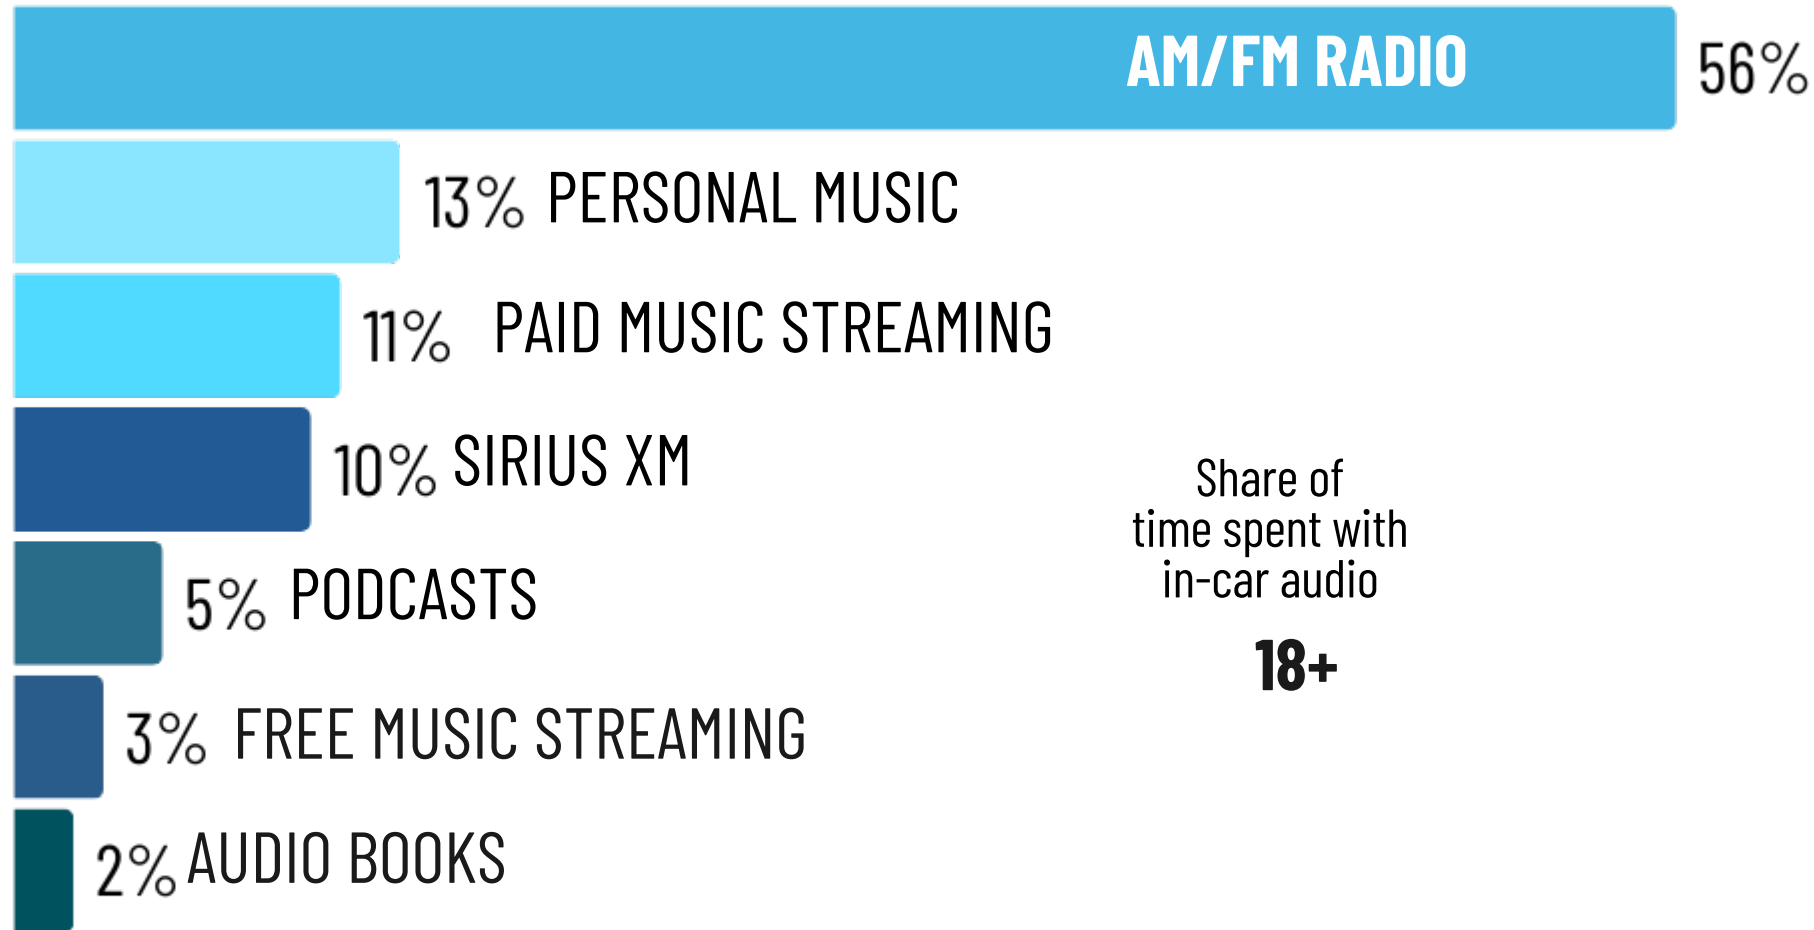 AM/FM RADIO 56%
13% PERSONAL MUSIC
11% PAID MUSIC STREAMING
10% SIRIUS XM
5% PODCASTS
3% FREE MUSIC STREAMING
2% AUDIO BOOKS
Share of
time spent with
in-car audio
18+